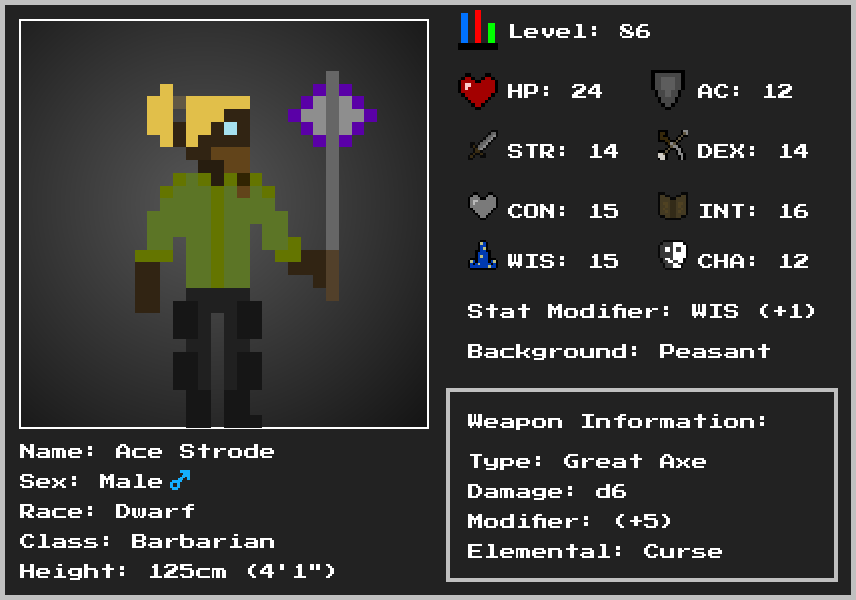 Level: 86
HP: 24
AC: 12
STR: 14
DEX: 14
CON: 15
INT: 16
WIS: 15
CHA: 12
Stat Modifier: WIS (+1)
Background: Peasant
Weapon Information:
Type: Great Axe
Damage: d6
Modifier: (+5)
Elemental: Curse
Name: Ace Strode
Sex: Male♂
Race: Dwarf
Class: Barbarian
Height: 125cm (4'1")